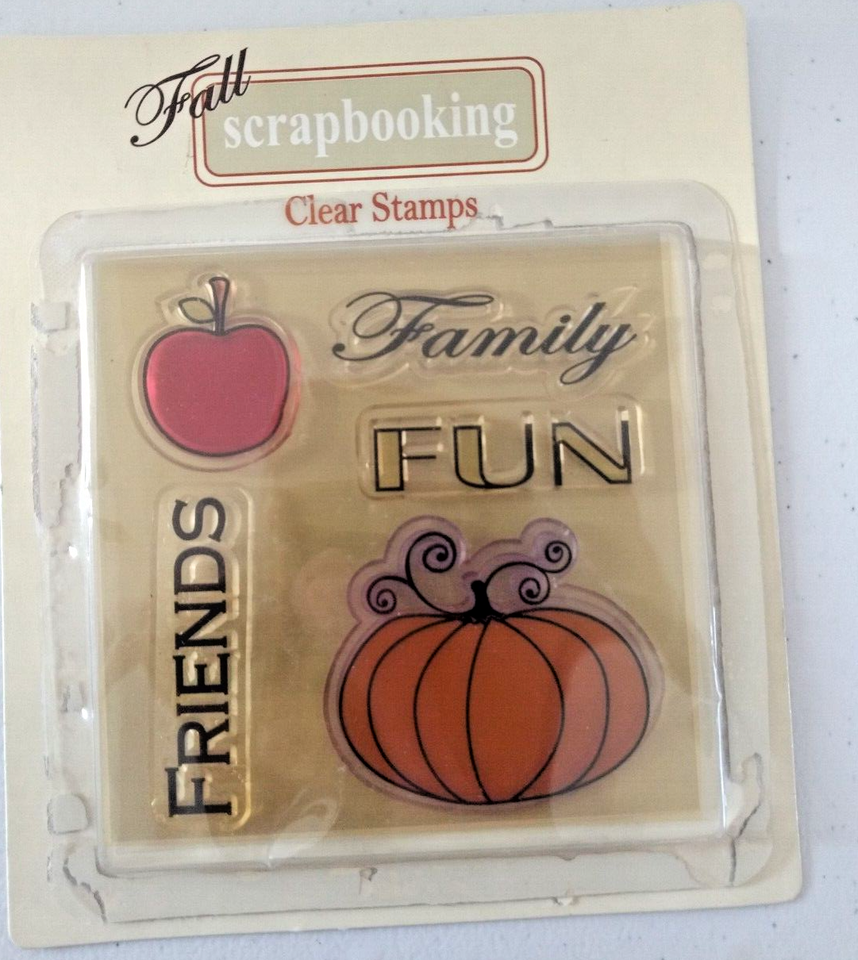 Fall
scrapbooking
Clear Stamps
Family
FUN
FRIENDS